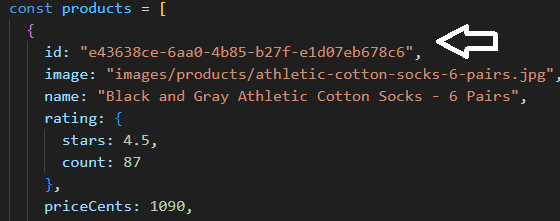 const products = [
{
id: "e43638ce-6aa0-4b85-b27f-e1d07eb678c6",
image: "images/products/athletic-cotton-socks-6-pairs.jpg",
name: "Black and Gray Athletic Cotton Socks - 6 Pairs",
rating: {
stars: 4.5,
count: 87
},
priceCents: 1090,